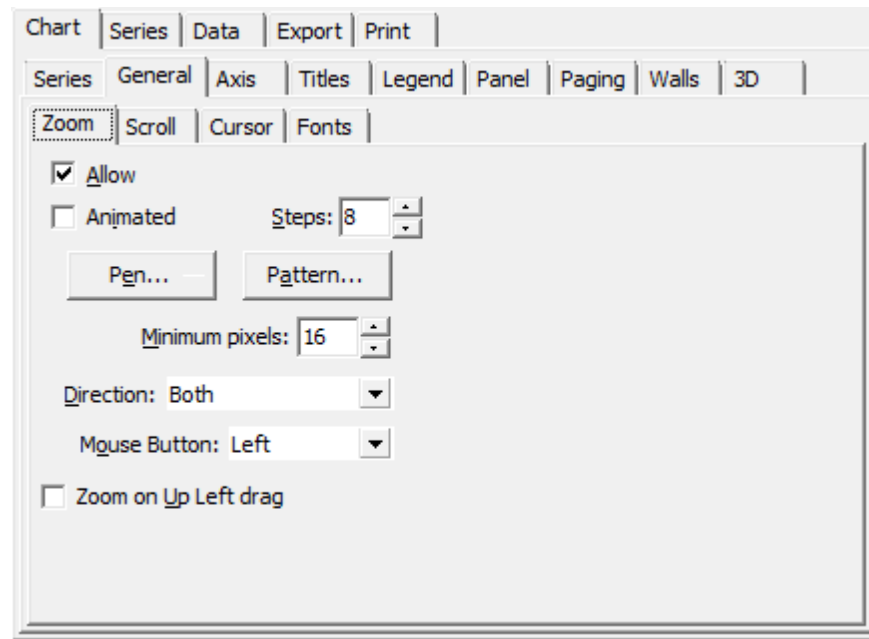 Chart Series Data Export Print
Series General Axis Titles Legend Panel Paging Walls 3D
Zoom Scroll Cursor Fonts
Allow
Animated Steps: 8
Pen... Pattern...
Minimum pixels: 16
Direction: Both
Mouse Button: Left
Zoom on Up Left drag